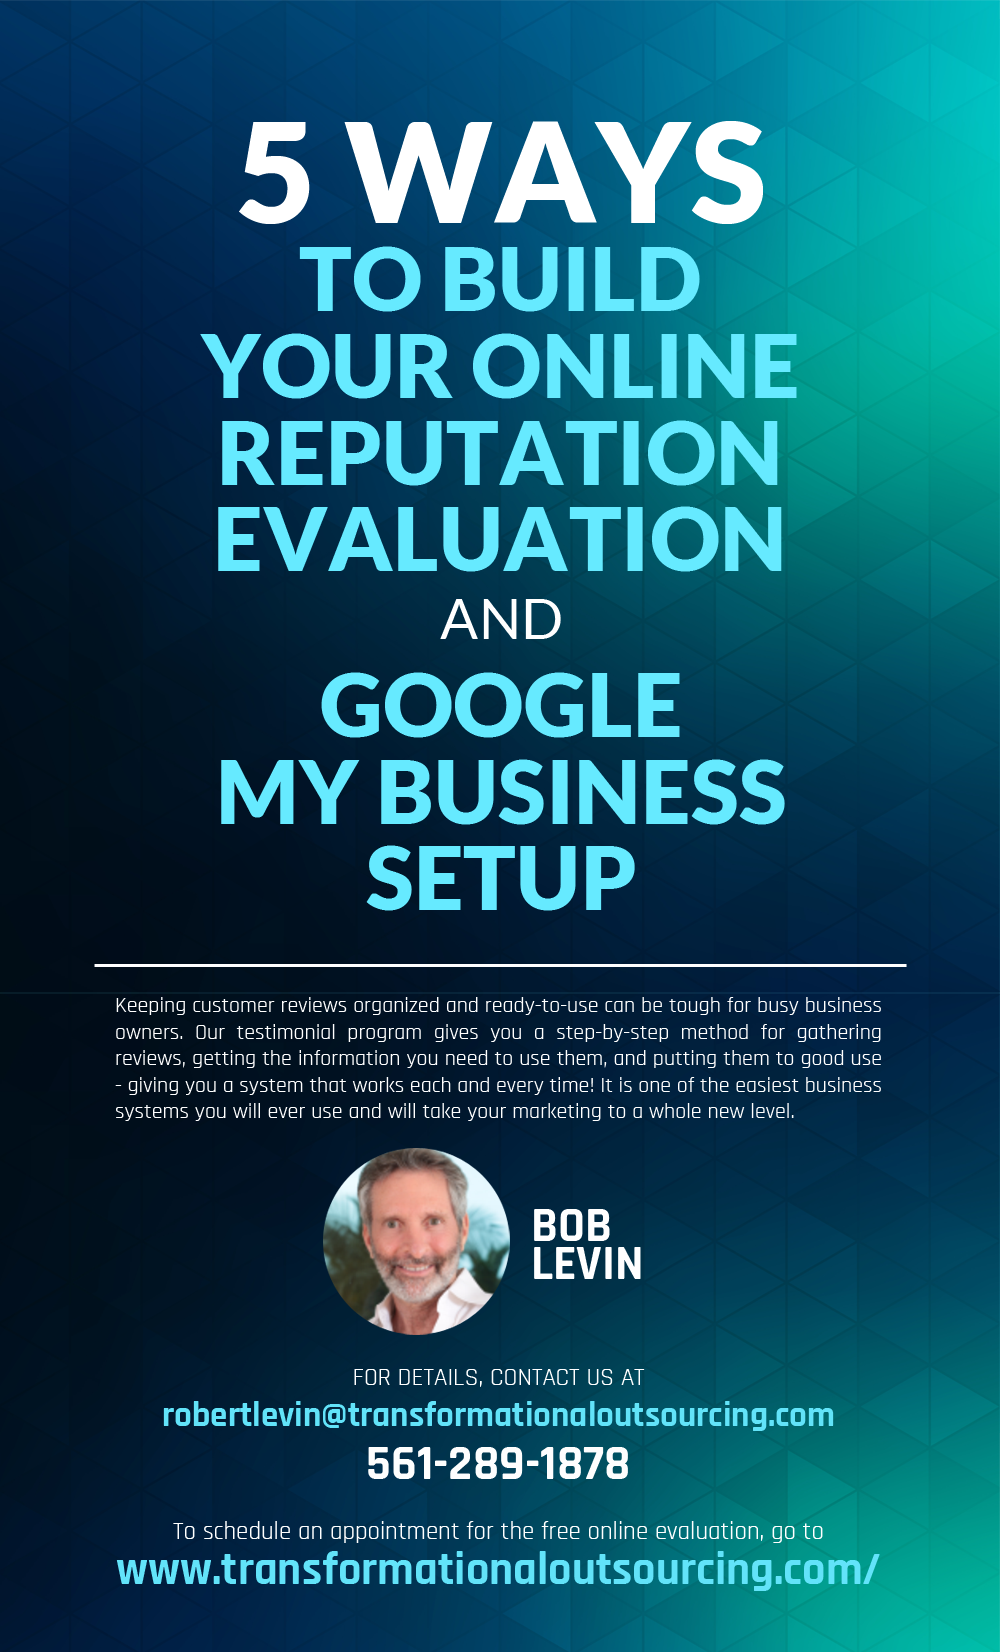 5 WAYS
TO BUILD
YOUR ONLINE
REPUTATION
EVALUATION
AND
GOOGLE
MY BUSINESS
SETUP
Keeping customer reviews organized and ready-to-use can be tough for busy business
owners. Our testimonial program gives you a step-by-step method for gathering
reviews, getting the information you need to use them, and putting them to good use
- giving you a system that works each and every time! It is one of the easiest business
systems you will ever use and will take your marketing to a whole new level.
BOB
LEVIN
FOR DETAILS, CONTACT US AT
robertlevin@transformationaloutsourcing.com
561-289-1878
To schedule an appointment for the free online evaluation, go to
www.transformationaloutsourcing.com/